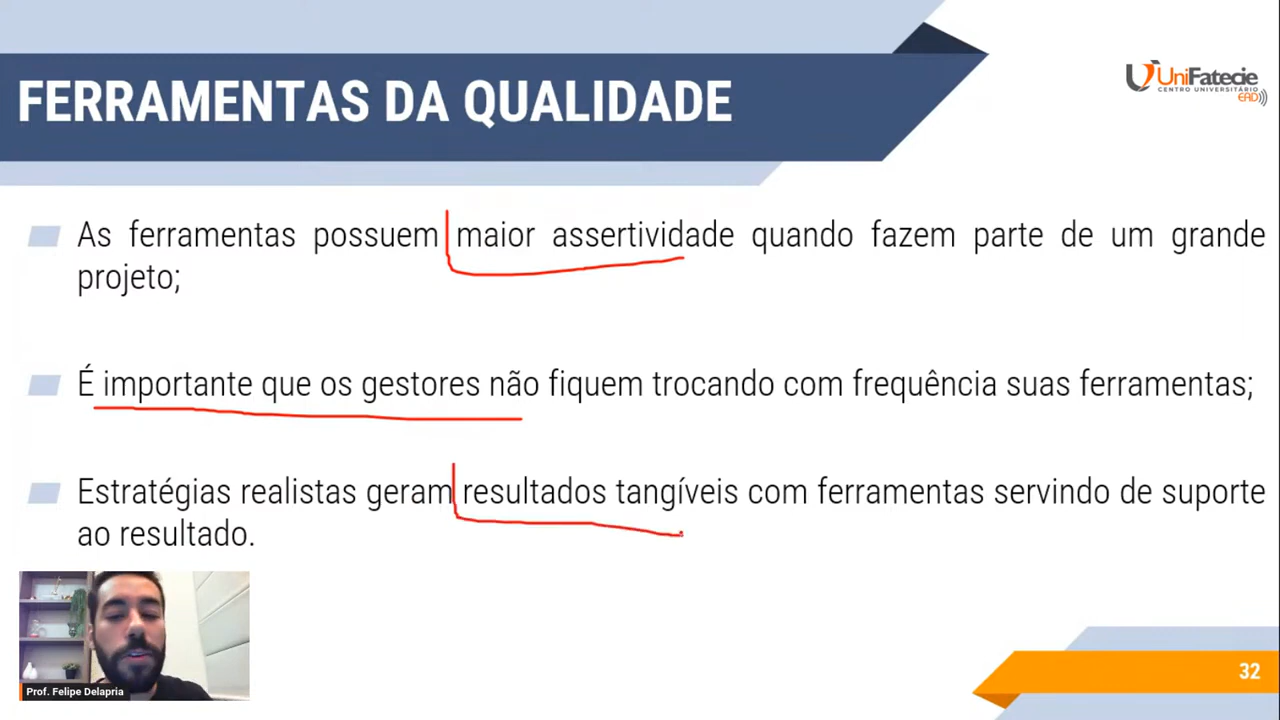 FERRAMENTAS DA QUALIDADE
UniFatecie
CENTRO UNIVERSITÁRIO
EAD
As ferramentas possuem maior assertividade quando fazem parte de um grande
projeto;
É importante que os gestores não fiquem trocando com frequência suas ferramentas;
Estratégias realistas geram resultados tangíveis com ferramentas servindo de suporte
ao resultado.
Prof. Felipe Delapria
32